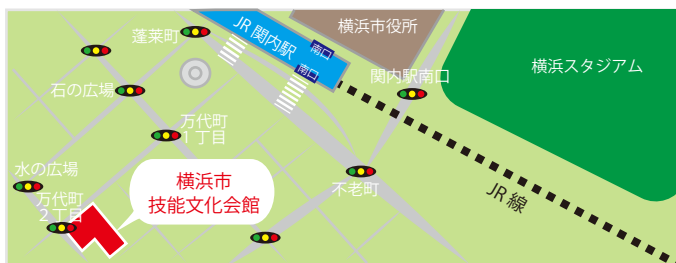 蓬莱町
JR 関内駅
南口
南口
横浜市役所
関内駅南口
横浜スタジアム
石の広場
万代町
1丁目
水の広場
万代町
2丁目
横浜市
技能文化会館
不老町
JR 線